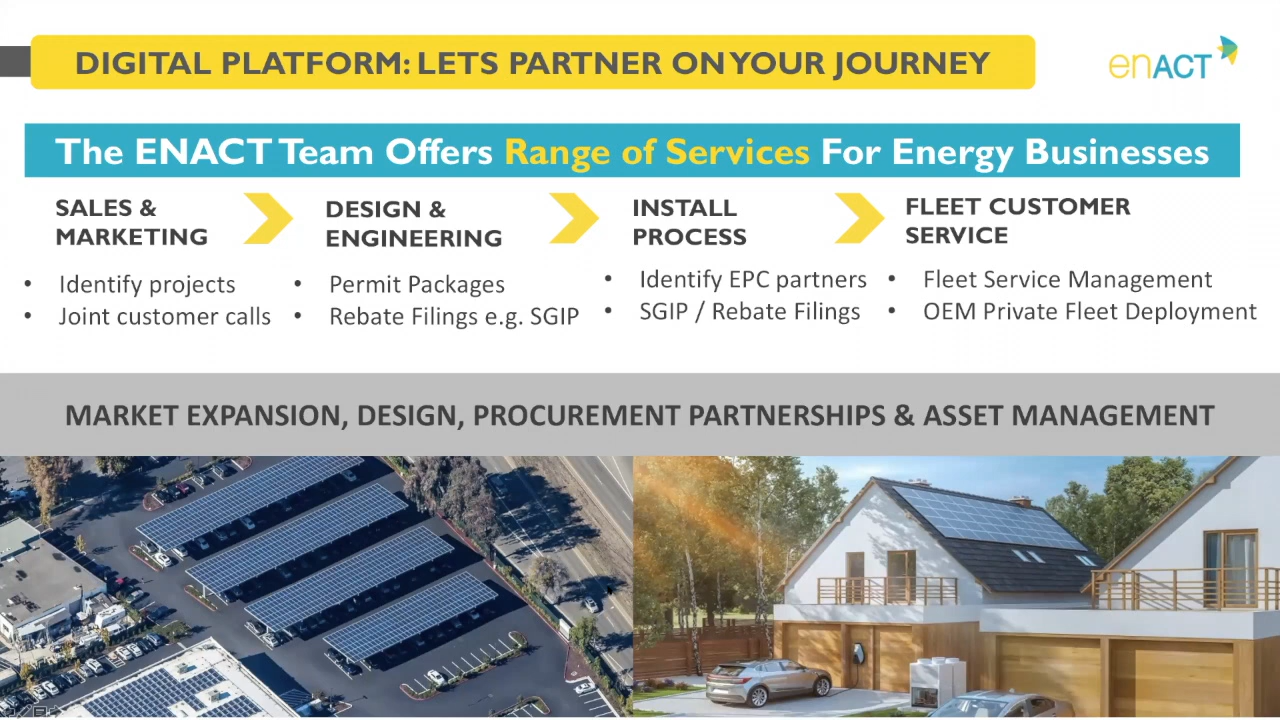 DIGITAL PLATFORM: LETS PARTNER ON YOUR JOURNEY
enACT
The ENACT Team Offers Range of Services For Energy Businesses
SALES &
MARKETING
DESIGN &
ENGINEERING
INSTALL
PROCESS
FLEET CUSTOMER
SERVICE
• Identify projects
• Joint customer calls
• Permit Packages
• Rebate Filings e.g. SGIP
• Identify EPC partners
• SGIP / Rebate Filings
• Fleet Service Management
• OEM Private Fleet Deployment
MARKET EXPANSION, DESIGN, PROCUREMENT PARTNERSHIPS & ASSET MANAGEMENT